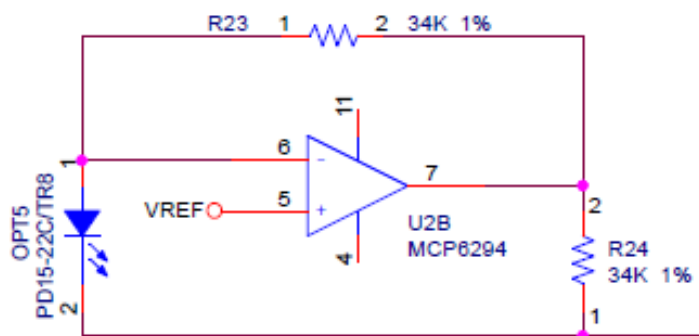 R23 1 2 34K 1%
11
1 6 - 7
VREF 5 +
2
U2B
MCP6294
4
OPT5
PD15-22C/TR8
R24
34K 1%
2 1